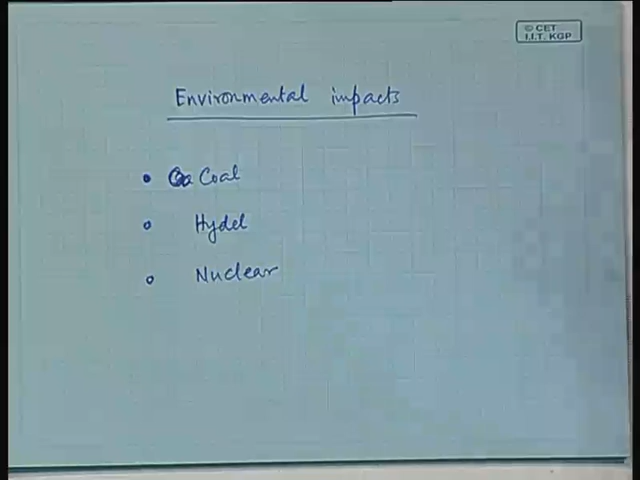 © CET
I.I.T. KGP
Environmental impacts
• Coal
• Hydel
• Nuclear